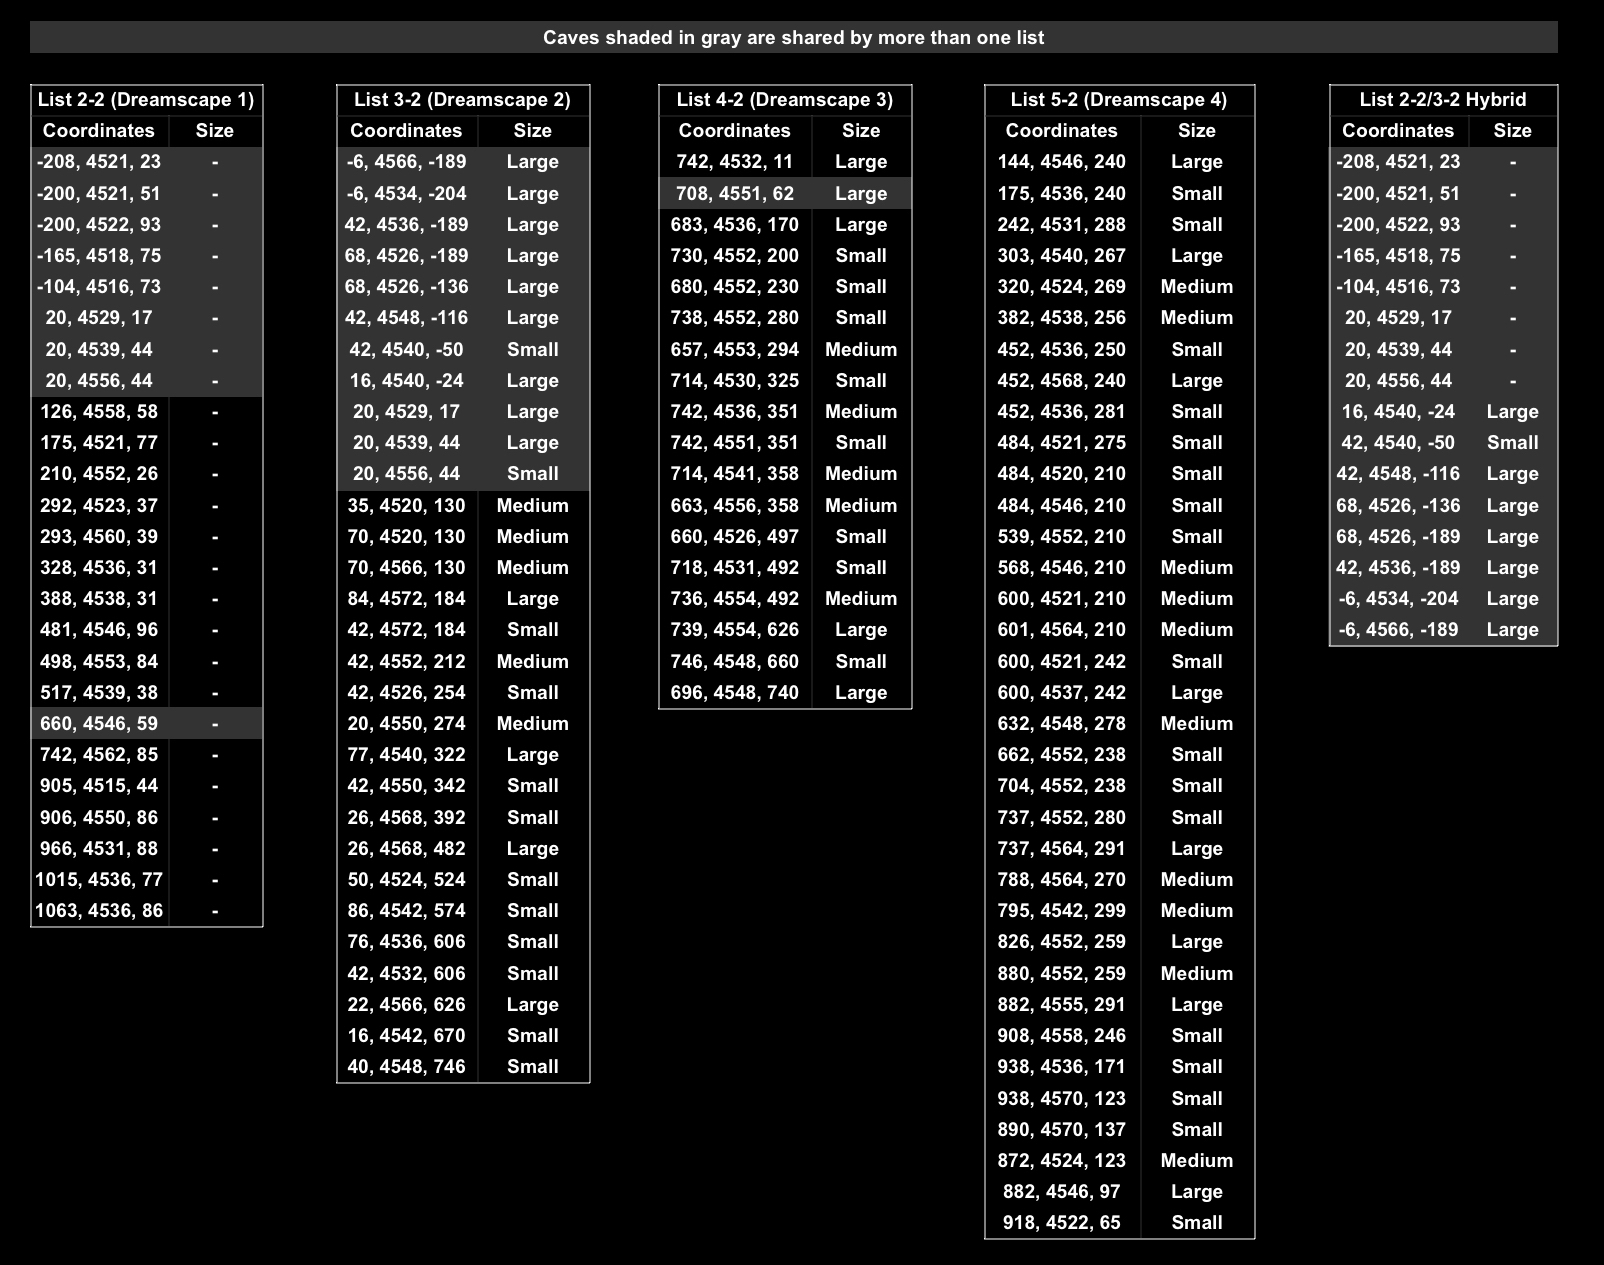 Caves shaded in gray are shared by more than one list
List 2-2 (Dreamscape 1)
Coordinates Size
-208, 4521, 23 -
-200, 4521, 51 -
-200, 4522, 93 -
-165, 4518, 75 -
-104, 4516, 73 -
20, 4529, 17 -
20, 4539, 44 -
20, 4556, 44 -
126, 4558, 58 -
175, 4521, 77 -
210, 4552, 26 -
292, 4523, 37 -
293, 4560, 39 -
328, 4536, 31 -
388, 4538, 31 -
481, 4546, 96 -
498, 4553, 84 -
517, 4539, 38 -
660, 4546, 59 -
742, 4562, 85 -
905, 4515, 44 -
906, 4550, 86 -
966, 4531, 88 -
1015, 4536, 77 -
1063, 4536, 86 -
List 3-2 (Dreamscape 2)
Coordinates Size
-6, 4566, -189 Large
-6, 4534, -204 Large
42, 4536, -189 Large
68, 4526, -189 Large
68, 4526, -136 Large
42, 4548, -116 Large
42, 4540, -50 Small
16, 4540, -24 Large
20, 4529, 17 Large
20, 4539, 44 Large
20, 4556, 44 Small
35, 4520, 130 Medium
70, 4520, 130 Medium
70, 4566, 130 Medium
84, 4572, 184 Large
42, 4572, 184 Small
42, 4552, 212 Medium
42, 4526, 254 Small
20, 4550, 274 Medium
77, 4540, 322 Large
42, 4550, 342 Small
26, 4568, 392 Small
26, 4568, 482 Large
50, 4524, 524 Small
86, 4542, 574 Small
76, 4536, 606 Small
42, 4532, 606 Small
22, 4566, 626 Large
16, 4542, 670 Small
40, 4548, 746 Small
List 4-2 (Dreamscape 3)
Coordinates Size
742, 4532, 11 Large
708, 4551, 62 Large
683, 4536, 170 Large
730, 4552, 200 Small
680, 4552, 230 Small
738, 4552, 280 Small
657, 4553, 294 Medium
714, 4530, 325 Small
742, 4536, 351 Medium
742, 4551, 351 Small
714, 4541, 358 Medium
663, 4556, 358 Medium
660, 4526, 497 Small
718, 4531, 492 Small
736, 4554, 492 Medium
739, 4554, 626 Large
746, 4548, 660 Small
696, 4548, 740 Large
List 5-2 (Dreamscape 4)
Coordinates Size
144, 4546, 240 Large
175, 4536, 240 Small
242, 4531, 288 Small
303, 4540, 267 Large
320, 4524, 269 Medium
382, 4538, 256 Medium
452, 4536, 250 Small
452, 4568, 240 Large
452, 4536, 281 Small
484, 4521, 275 Small
484, 4520, 210 Small
484, 4546, 210 Small
539, 4552, 210 Small
568, 4546, 210 Medium
600, 4521, 210 Medium
601, 4564, 210 Medium
600, 4521, 242 Small
600, 4537, 242 Large
632, 4548, 278 Medium
662, 4552, 238 Small
704, 4552, 238 Small
737, 4552, 280 Small
737, 4564, 291 Large
788, 4564, 270 Medium
795, 4542, 299 Medium
826, 4552, 259 Large
880, 4552, 259 Medium
882, 4555, 291 Large
908, 4558, 246 Small
938, 4536, 171 Small
938, 4570, 123 Small
890, 4570, 137 Small
872, 4524, 123 Medium
882, 4546, 97 Large
918, 4522, 65 Small
List 2-2/3-2 Hybrid
Coordinates Size
-208, 4521, 23 -
-200, 4521, 51 -
-200, 4522, 93 -
-165, 4518, 75 -
-104, 4516, 73 -
20, 4529, 17 -
20, 4539, 44 -
20, 4556, 44 -
16, 4540, -24 Large
42, 4540, -50 Small
42, 4548, -116 Large
68, 4526, -136 Large
68, 4526, -189 Large
42, 4536, -189 Large
-6, 4534, -204 Large
-6, 4566, -189 Large